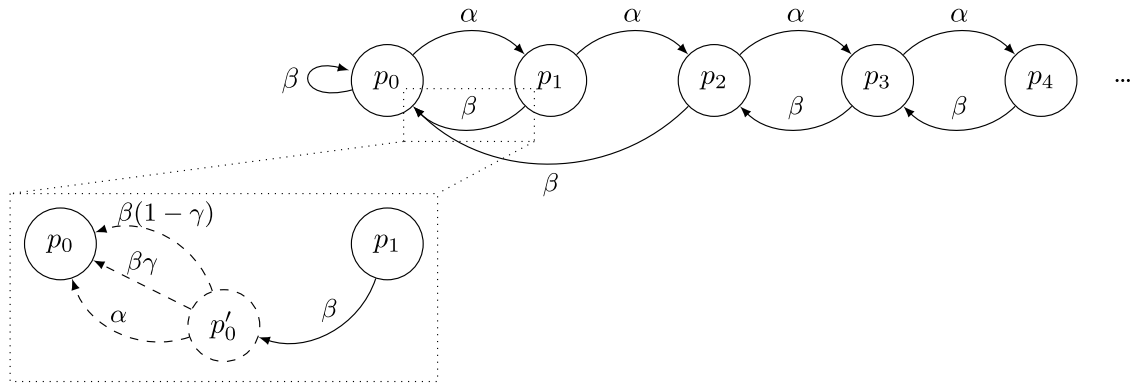 α α α α
β p₀ p₁ p₂ p₃ p₄ ...
β β β
β
β(1 − γ)
p₀ p₁
βγ
α p′₀ β